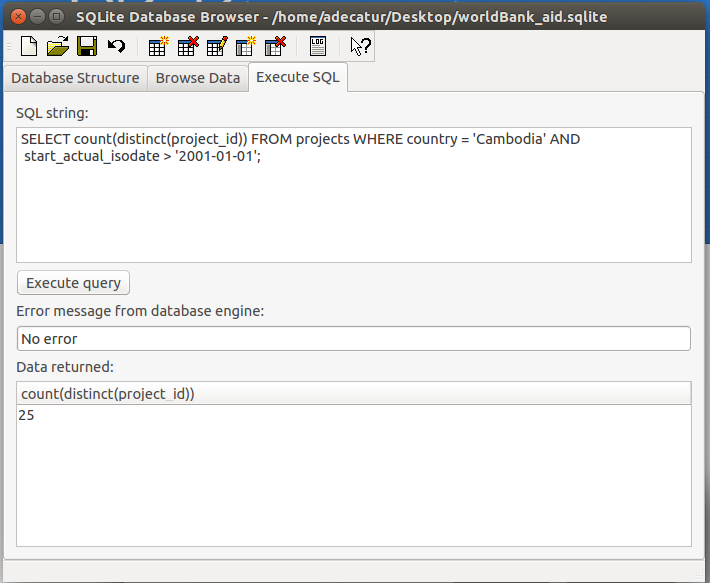 SQLite Database Browser - /home/adecatur/Desktop/worldBank_aid.sqlite
LOG
Database Structure Browse Data Execute SQL
SQL string:
SELECT count(distinct(project_id)) FROM projects WHERE country = 'Cambodia' AND
start_actual_isodate > '2001-01-01';
Execute query
Error message from database engine:
No error
Data returned:
count(distinct(project_id))
25